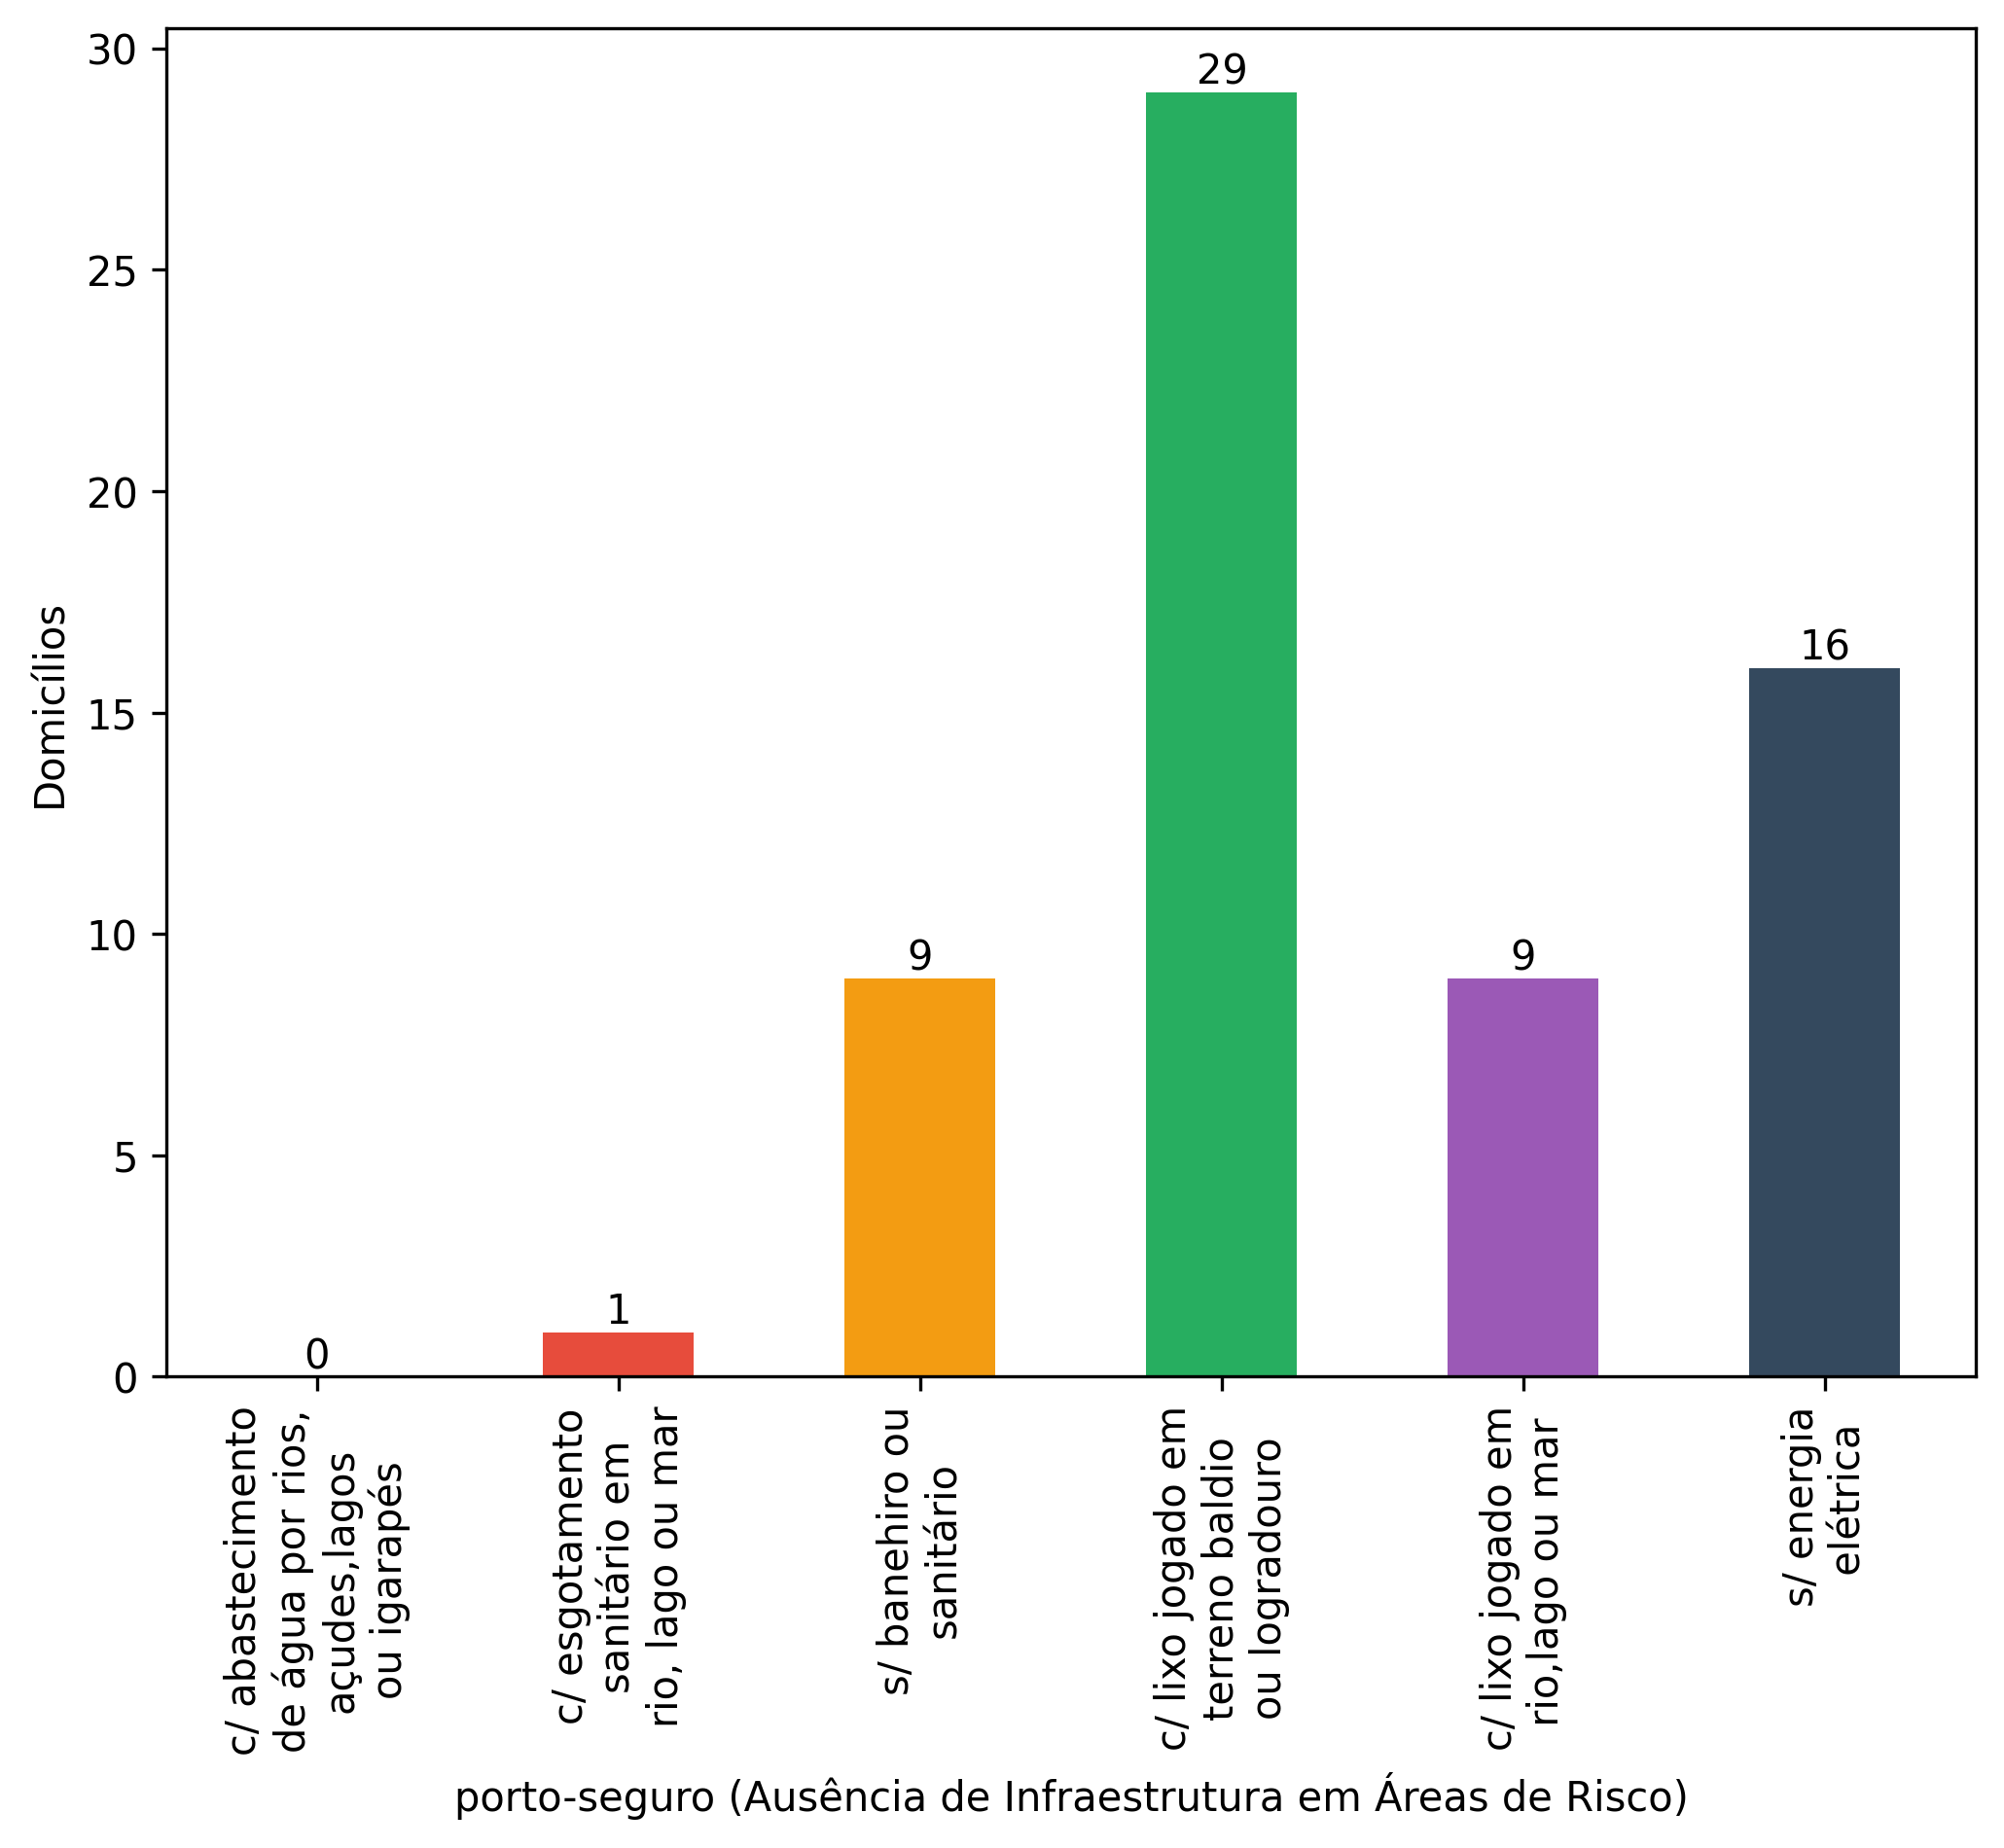 30
25
20
15
10
5
0
Domicílios
0
1
9
29
9
16
c/ abastecimento
de água por rios,
açudes,lagos
ou igarapés
c/ esgotamento
sanitário em
rio, lago ou mar
s/ banehiro ou
sanitário
c/ lixo jogado em
terreno baldio
ou logradouro
c/ lixo jogado em
rio,lago ou mar
s/ energia
elétrica
porto-seguro (Ausência de Infraestrutura em Áreas de Risco)